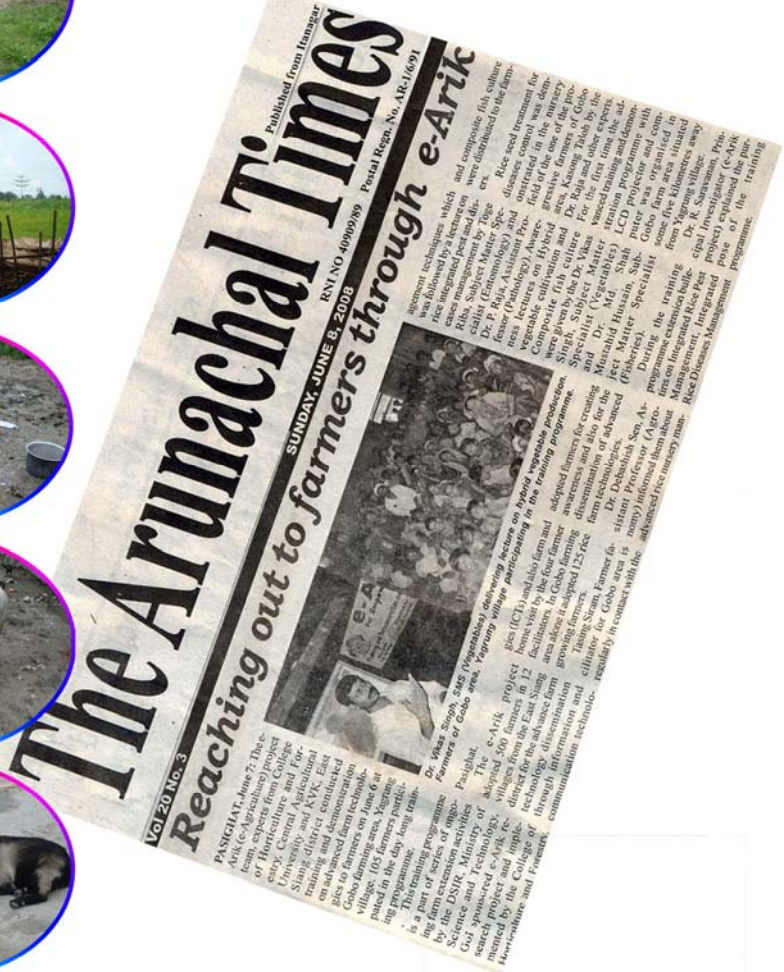 The Arunachal Times
Published from Itanagar
Vol 20 No. 3
SUNDAY, JUNE 8, 2008
RNI NO 40909/89
Postal Regn. No. AR-1/6/91
Reaching out to farmers through e-Arik
PASIGHAT, June 7: The e-
Arik (e-Agriculture) project
team, experts from College
of Horticulture and For-
estry, Central Agricultural
University and KVK, East
Siang district conducted
training and demonstration
on advanced farm technolo-
gies to farmers on June 6 at
Gobo farming area, Yagrung
village. 105 farmers partici-
pated in the day long train-
ing programme.
This training programme
is a part of series of ongo-
ing farm extension activities
by the DSIR, Ministry of
Science and Technology,
GoI sponsored e-Arik re-
search project and imple-
mented by the College of
Horticulture and Forestry,
e-A
Dr. Vikas Singh, SMS (Vegetables) delivering lecture on hybrid vegetable production.
Farmers of Gobo area, Yagrung village participating in the training programme.
Pasighat.
The e-Arik project
adopted 500 farmers in 12
villages from the East Siang
district for the advance farm
technology dissemination
through information and
communication technolo-
gies (ICTs) and also farm and
home visit by the four farmer
facilitators. In Gobo farming
area alone it adopted 125 rice
growing farmers.
Tasing Siram, Farmer fa-
cilitator for Gobo area is
regularly in contact with the
adopted farmers for creating
awareness and also for the
dissemination of advanced
farm technologies.
Dr. Debashish Sen, As-
sistant Professor (Agro-
nomy) informed them about
advanced rice nursery man-
agement techniques which
was followed by a lecture on
rice integrated pest and dis-
eases management by Toge
Riba, Subject Matter Spe-
cialist (Entomology) and
Dr. P. Raja, Assistant Pro-
fessor (Pathology). Aware-
ness lectures on Hybrid
vegetable cultivation and
Composite fish culture
were given by the Dr. Vikas
Singh, Subject Matter
Specialist (Vegetables)
and Dr. Md. Shah
Mustahid Hussain, Sub-
ject Matter Specialist
(Fisheries).
During the training
programme extension bulle-
tins on Integrated Rice Pest
Management, Integrated
Rice Diseases Management
and composite fish culture
were distributed to the farm-
ers.
Rice seed treatment for
diseases control was dem-
onstrated in the nursery
field of the one of the pro-
gressive farmers of Gobo
area, Kasong Taloh by the
Dr. Raja and other experts.
For the first time the ad-
vanced training and demon-
stration programme with
LCD projector and com-
puter was organised in
Gobo farm area situated
some five kilometres away
from Yagrung village.
Dr. R. Saravanan, Prin-
cipal Investigator (e-Arik
project) explained the pur-
pose of the training
programme.